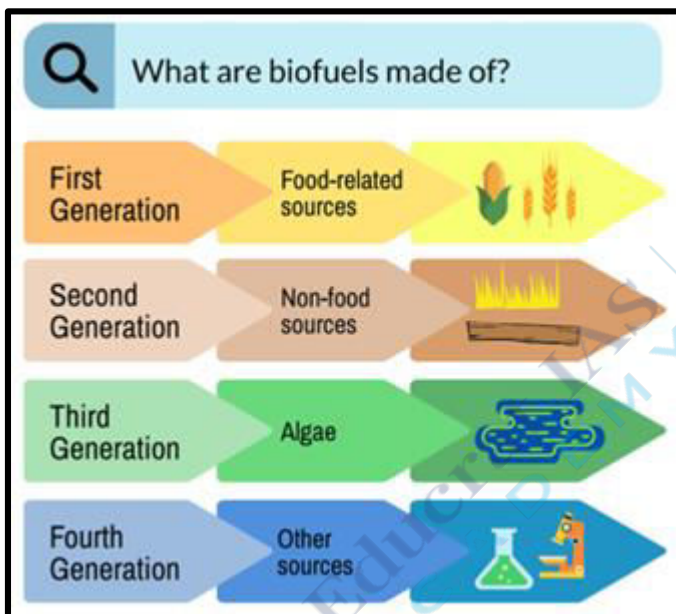 What are biofuels made of?
First
Generation
Food-related
sources
Second
Generation
Non-food
sources
Third
Generation
Algae
Fourth
Generation
Other
sources